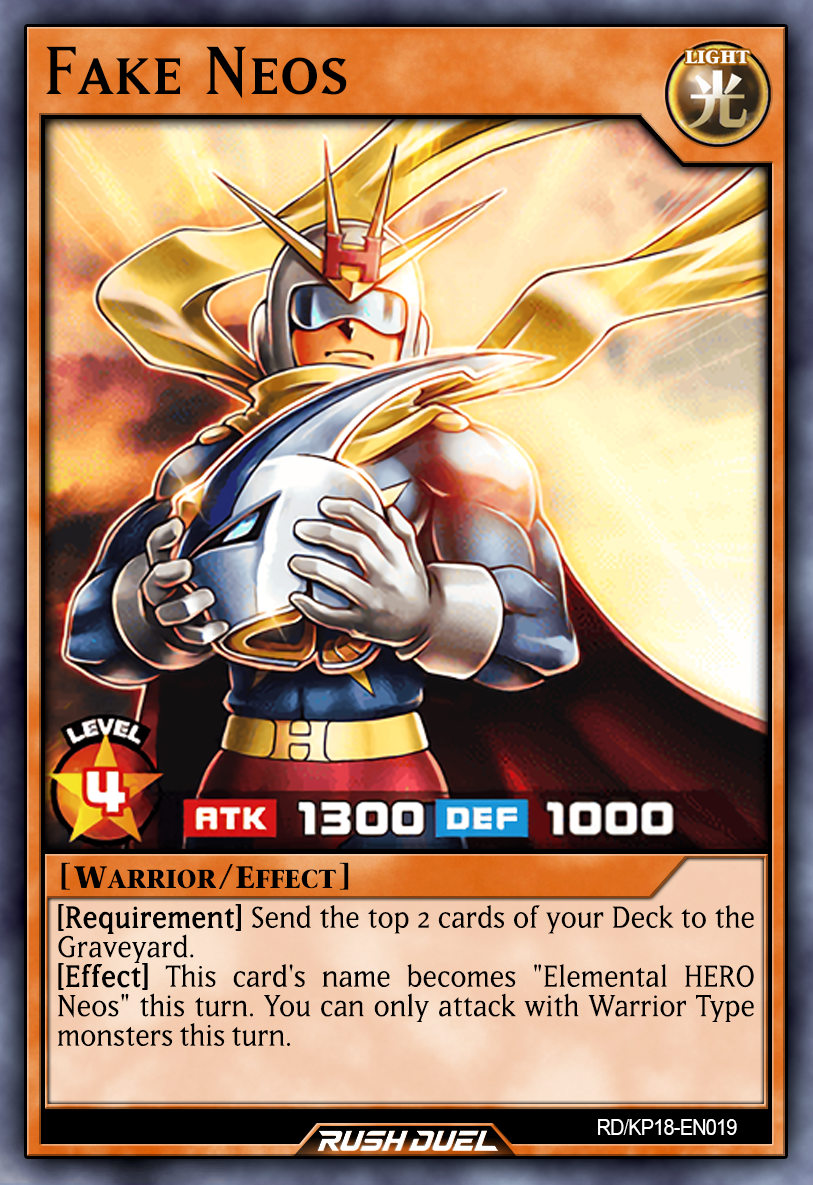 Fake Neos
LIGHT
光
H
H
LEVEL
4
ATK 1300 DEF 1000
[Warrior/Effect]
[Requirement] Send the top 2 cards of your Deck to the
Graveyard.
[Effect] This card's name becomes "Elemental HERO
Neos" this turn. You can only attack with Warrior Type
monsters this turn.
RD/KP18-EN019
RUSH DUEL